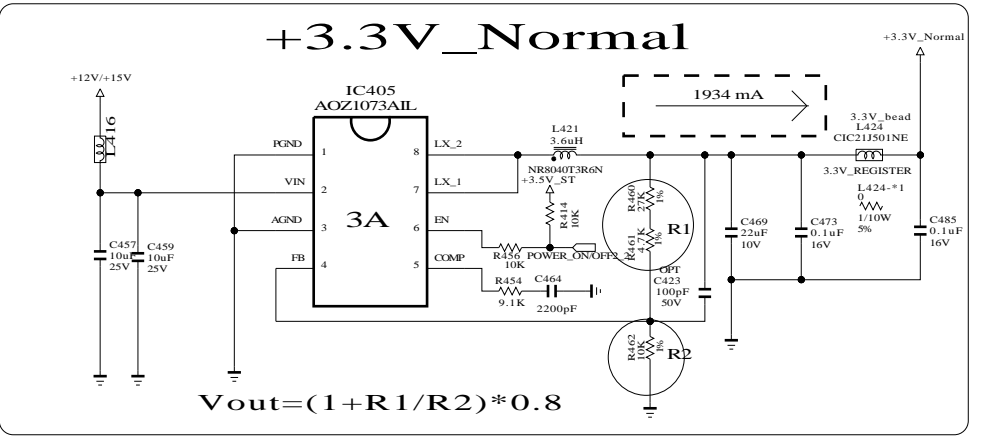 +3.3V_Normal
+3.3V_Normal
+12V/+15V
L416
IC405
AOZ1073AIL
1934 mA
3.3V_bead
L424
CIC21J501NE
3.3V_REGISTER
L424-*1
0
1/10W
5%
L421
3.6uH
NR8040T3R6N
PGND
1
8
LX_2
VIN
2
7
LX_1
AGND
3
6
EN
FB
4
5
COMP
3A
+3.5V_ST
R414
10K
R456
10K
POWER_ON/OFF2_2
R454
9.1K
C464
2200pF
R460
27K
1%
R461
4.7K
1%
R1
OPT
C423
100pF
50V
R462
10K
1%
R2
C457
10uF
25V
C459
10uF
25V
C469
22uF
10V
C473
0.1uF
16V
C485
0.1uF
16V
Vout=(1+R1/R2)*0.8